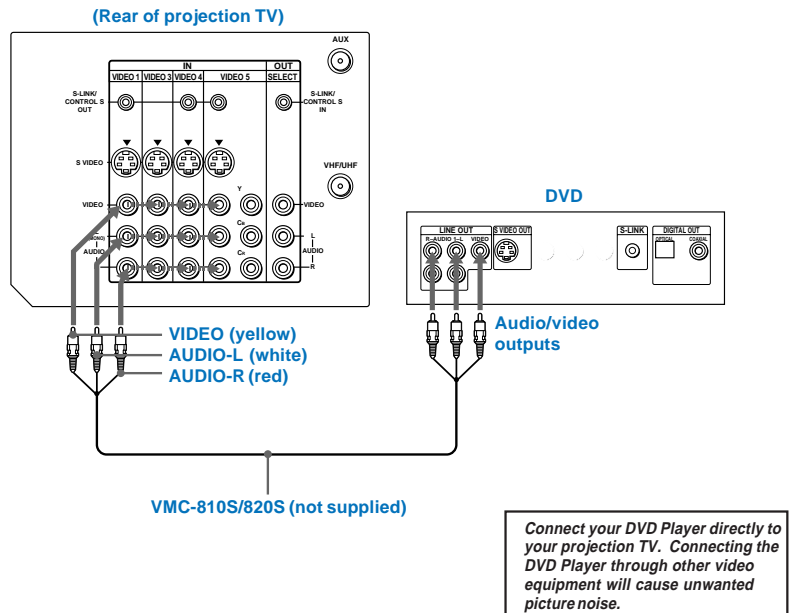 (Rear of projection TV)
AUX
IN
OUT
VIDEO 1 VIDEO 3 VIDEO 4 VIDEO 5 SELECT
S-LINK/
CONTROL S
OUT
S-LINK/
CONTROL S
IN
S VIDEO
VHF/UHF
VIDEO
Y
VIDEO
(MONO)
L
AUDIO
CB
L
AUDIO
R
CR
R
DVD
LINE OUT
R–AUDIO 1–L VIDEO
S VIDEO OUT
S-LINK
DIGITAL OUT
OPTICAL COAXIAL
VIDEO (yellow)
AUDIO-L (white)
AUDIO-R (red)
Audio/video
outputs
VMC-810S/820S (not supplied)
Connect your DVD Player directly to
your projection TV. Connecting the
DVD Player through other video
equipment will cause unwanted
picture noise.